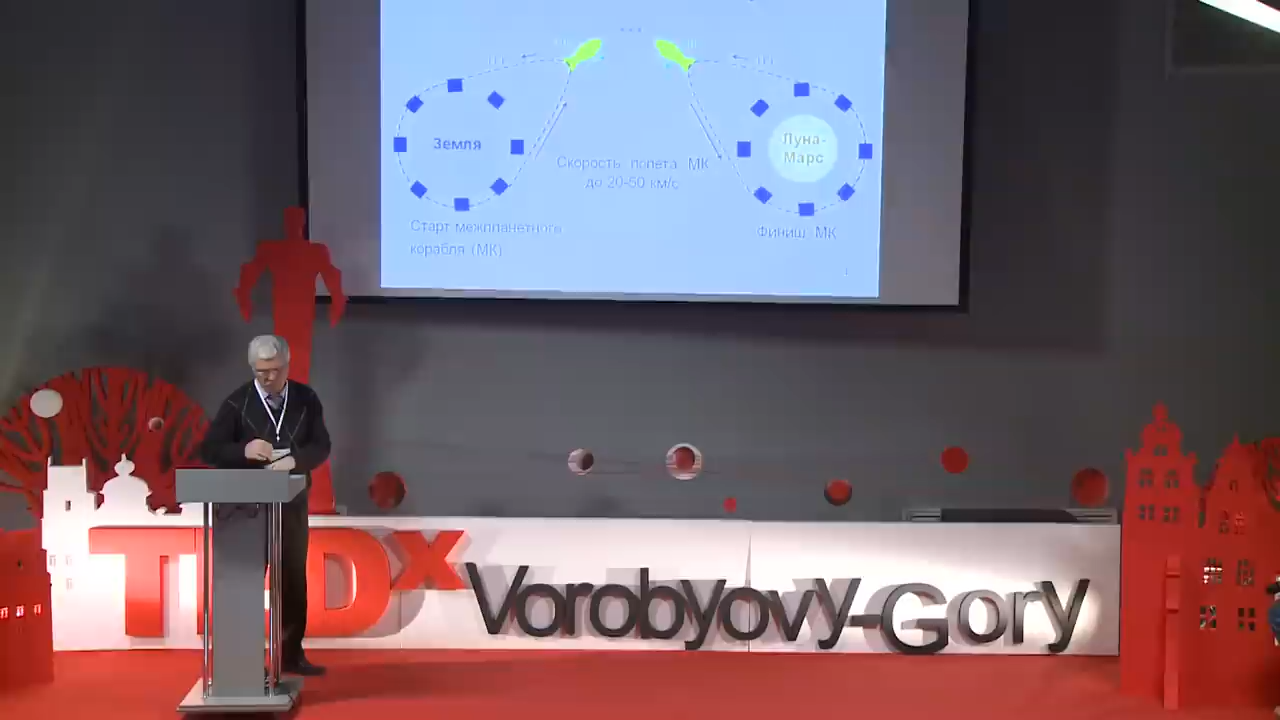 Земля
Луна-
Марс
Скорость полета МК
до 20-50 км/с
Старт межпланетного
корабля (МК)
Финиш МК
TEDx
Vorobyovy-Gory